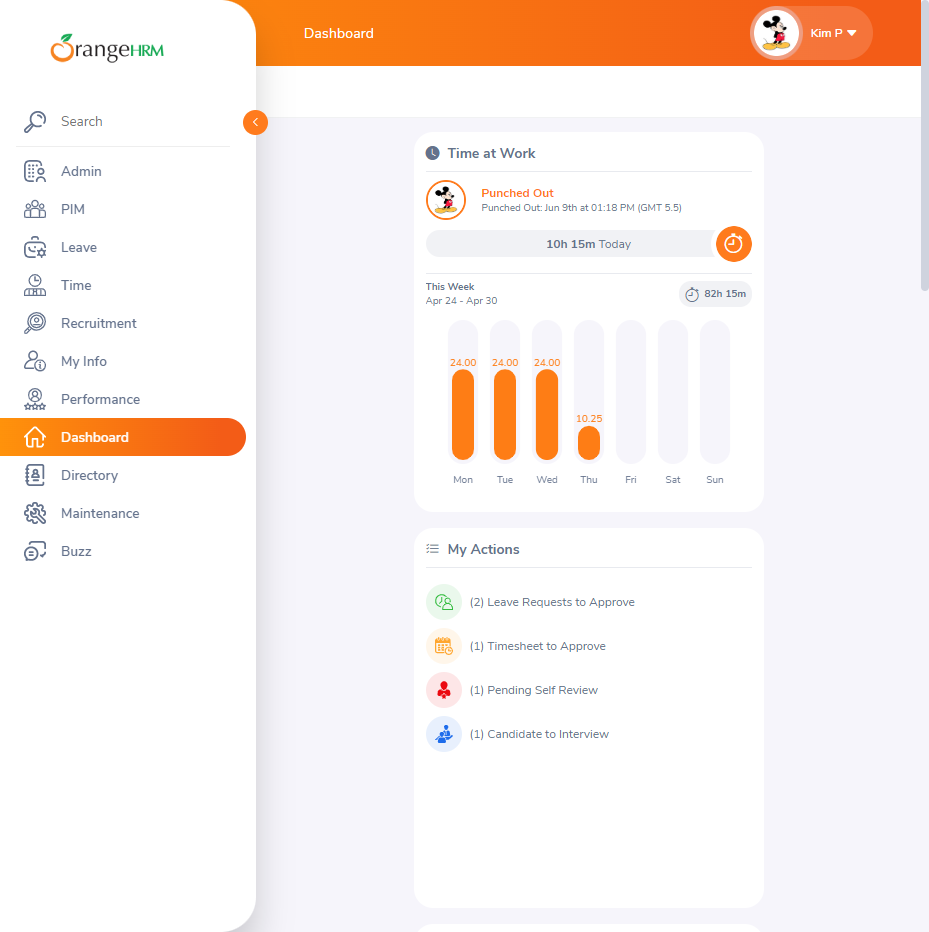 OrangeHRM
Dashboard
Kim P
Search
Admin
PIM
Leave
Time
Recruitment
My Info
Performance
Dashboard
Directory
Maintenance
Buzz
Time at Work
Punched Out
Punched Out: Jun 9th at 01:18 PM (GMT 5.5)
10h 15m Today
This Week
Apr 24 - Apr 30
82h 15m
24.00 24.00 24.00
10.25
Mon Tue Wed Thu Fri Sat Sun
My Actions
(2) Leave Requests to Approve
(1) Timesheet to Approve
(1) Pending Self Review
(1) Candidate to Interview